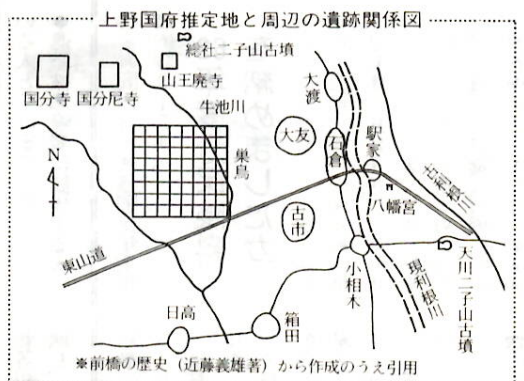 上野国府推定地と周辺の遺跡関係図
総社二子山古墳
山王廃寺
国分寺
国分尼寺
牛池川
大渡
大友
石倉
駅家
古利根川
巣烏
N
八幡宮
古市
東山道
小相木
現利根川
天川二子山古墳
日高
箱田
※前橋の歴史（近藤義雄著）から作成のうえ引用